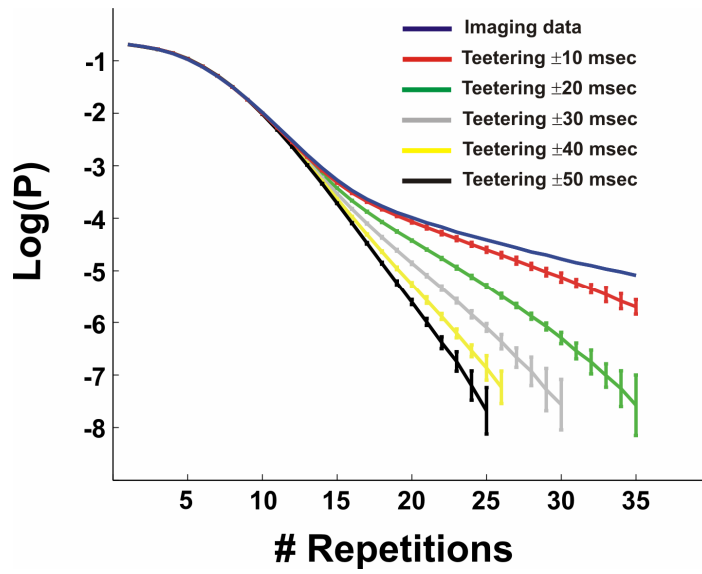 Imaging data
Teetering ±10 msec
Teetering ±20 msec
Teetering ±30 msec
Teetering ±40 msec
Teetering ±50 msec
Log(P)
-1
-2
-3
-4
-5
-6
-7
-8
5 10 15 20 25 30 35
# Repetitions